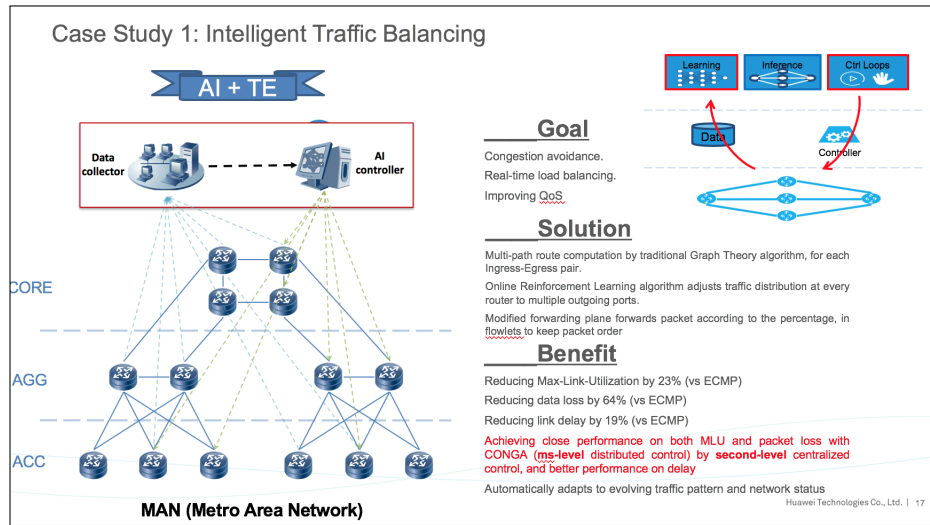 Case Study 1: Intelligent Traffic Balancing
AI + TE
Data
collector
AI
controller
CORE
AGG
ACC
MAN (Metro Area Network)
Learning
Inference
Ctrl Loops
Data
Controller
Goal
Congestion avoidance.
Real-time load balancing.
Improving QoS
Solution
Multi-path route computation by traditional Graph Theory algorithm, for each
Ingress-Egress pair.
Online Reinforcement Learning algorithm adjusts traffic distribution at every
router to multiple outgoing ports.
Modified forwarding plane forwards packet according to the percentage, in
flowlets to keep packet order
Benefit
Reducing Max-Link-Utilization by 23% (vs ECMP)
Reducing data loss by 64% (vs ECMP)
Reducing link delay by 19% (vs ECMP)
Achieving close performance on both MLU and packet loss with
CONGA (ms-level distributed control) by second-level centralized
control, and better performance on delay
Automatically adapts to evolving traffic pattern and network status
Huawei Technologies Co., Ltd. | 17